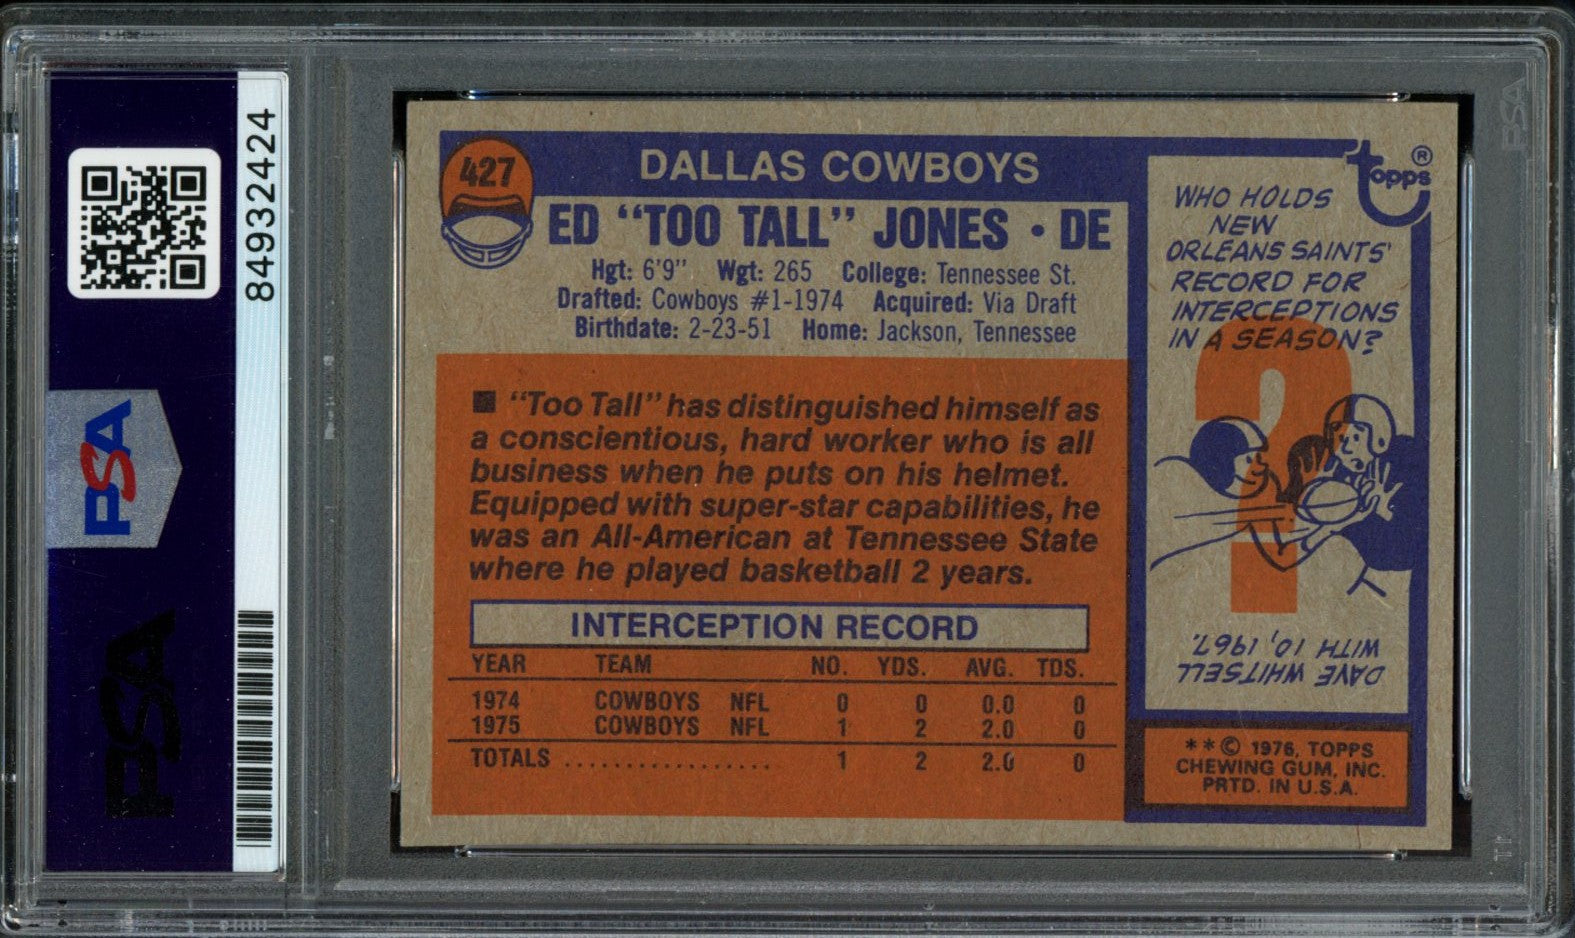 84932424
PSA
PSA
427
DALLAS COWBOYS
ED "TOO TALL" JONES · DE
Hgt: 6'9" Wgt: 265 College: Tennessee St.
Drafted: Cowboys #1-1974 Acquired: Via Draft
Birthdate: 2-23-51 Home: Jackson, Tennessee
■ "Too Tall" has distinguished himself as
a conscientious, hard worker who is all
business when he puts on his helmet.
Equipped with super-star capabilities, he
was an All-American at Tennessee State
where he played basketball 2 years.
INTERCEPTION RECORD
YEAR TEAM NO. YDS. AVG. TDS.
1974 COWBOYS NFL 0 0 0.0 0
1975 COWBOYS NFL 1 2 2.0 0
TOTALS .................. 1 2 2.0 0
topps ®
WHO HOLDS
NEW
ORLEANS SAINTS'
RECORD FOR
INTERCEPTIONS
IN A SEASON?
?
DAVE WHITSELL
WITH 10, 1967.
**© 1976, TOPPS
CHEWING GUM, INC.
PRTD. IN U.S.A.
PSA